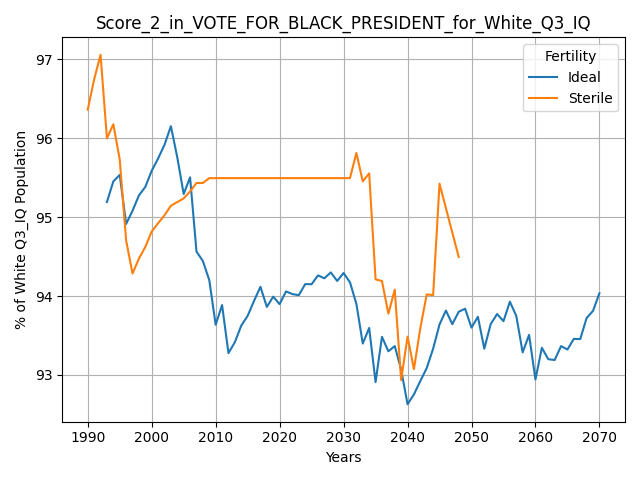 Score_2_in_VOTE_FOR_BLACK_PRESIDENT_for_White_Q3_IQ
Fertility
Ideal
Sterile
% of White Q3_IQ Population
97
96
95
94
93
1990 2000 2010 2020 2030 2040 2050 2060 2070
Years